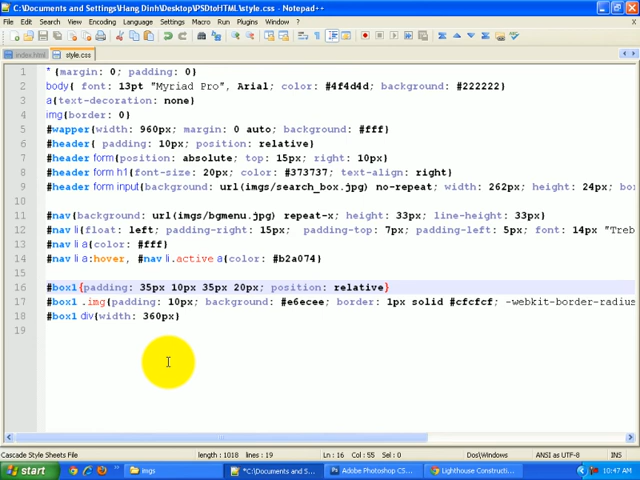 C:\Documents and Settings\Hang Dinh\Desktop\PSDtoHTML\style.css - Notepad++
File Edit Search View Encoding Language Settings Macro Run Plugins Window ?
index.html style.css
1 * {margin: 0; padding: 0}
2 body{ font: 13pt "Myriad Pro", Arial; color: #4f4d4d; background: #222222}
3 a{text-decoration: none}
4 img{border: 0}
5 #wapper{width: 960px; margin: 0 auto; background: #fff}
6 #header{ padding: 10px; position: relative}
7 #header form{position: absolute; top: 15px; right: 10px}
8 #header form h1{font-size: 20px; color: #373737; text-align: right}
9 #header form input{background: url(imgs/search_box.jpg) no-repeat; width: 262px; height: 24px; bor
10
11 #nav{background: url(imgs/bgmenu.jpg) repeat-x; height: 33px; line-height: 33px}
12 #nav li{float: left; padding-right: 15px; padding-top: 7px; padding-left: 5px; font: 14px "Treb
13 #nav li a{color: #fff}
14 #nav li a:hover, #nav li.active a{color: #b2a074}
15
16 #box1{padding: 35px 10px 35px 20px; position: relative}
17 #box1 .img{padding: 10px; background: #e6ecee; border: 1px solid #cfcfcf; -webkit-border-radius
18 #box1 div{width: 360px}
19
Cascade Style Sheets File length : 1018 lines : 19 Ln : 16 Col : 55 Sel : 0 Dos\Windows ANSI as UTF-8 INS
start imgs *C:\Documents and S... Adobe Photoshop CS... Lighthouse Constructi... 10:47 AM